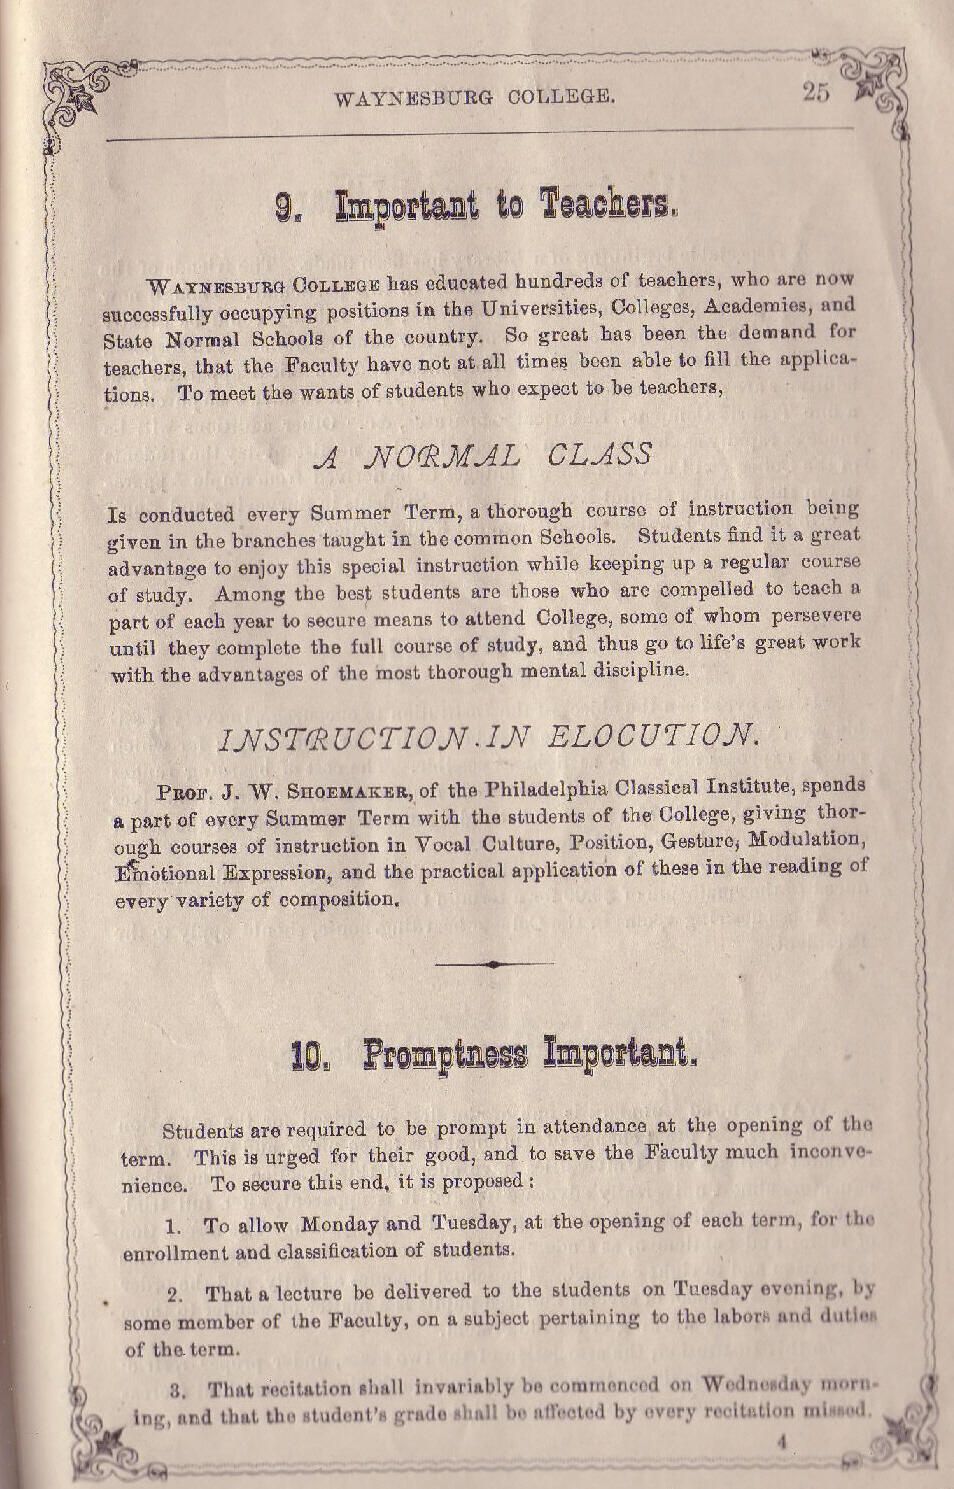 WAYNESBURG COLLEGE. 25
9. Important to Teachers.
WAYNESBURG COLLEGE has educated hundreds of teachers, who are now
successfully occupying positions in the Universities, Colleges, Academies, and
State Normal Schools of the country. So great has been the demand for
teachers, that the Faculty have not at all times been able to fill the applica-
tions. To meet the wants of students who expect to be teachers,
A NORMAL CLASS
Is conducted every Summer Term, a thorough course of instruction being
given in the branches taught in the common Schools. Students find it a great
advantage to enjoy this special instruction while keeping up a regular course
of study. Among the best students are those who are compelled to teach a
part of each year to secure means to attend College, some of whom persevere
until they complete the full course of study, and thus go to life's great work
with the advantages of the most thorough mental discipline.
INSTRUCTION IN ELOCUTION.
PROF. J. W. SHOEMAKER, of the Philadelphia Classical Institute, spends
a part of every Summer Term with the students of the College, giving thor-
ough courses of instruction in Vocal Culture, Position, Gesture, Modulation,
Emotional Expression, and the practical application of these in the reading of
every variety of composition.
10. Promptness Important.
Students are required to be prompt in attendance at the opening of the
term. This is urged for their good, and to save the Faculty much inconve-
nience. To secure this end, it is proposed:
1. To allow Monday and Tuesday, at the opening of each term, for the
enrollment and classification of students.
2. That a lecture be delivered to the students on Tuesday evening, by
some member of the Faculty, on a subject pertaining to the labors and duties
of the term.
3. That recitation shall invariably be commenced on Wednesday morn-
ing, and that the student's grade shall be affected by every recitation missed.
4